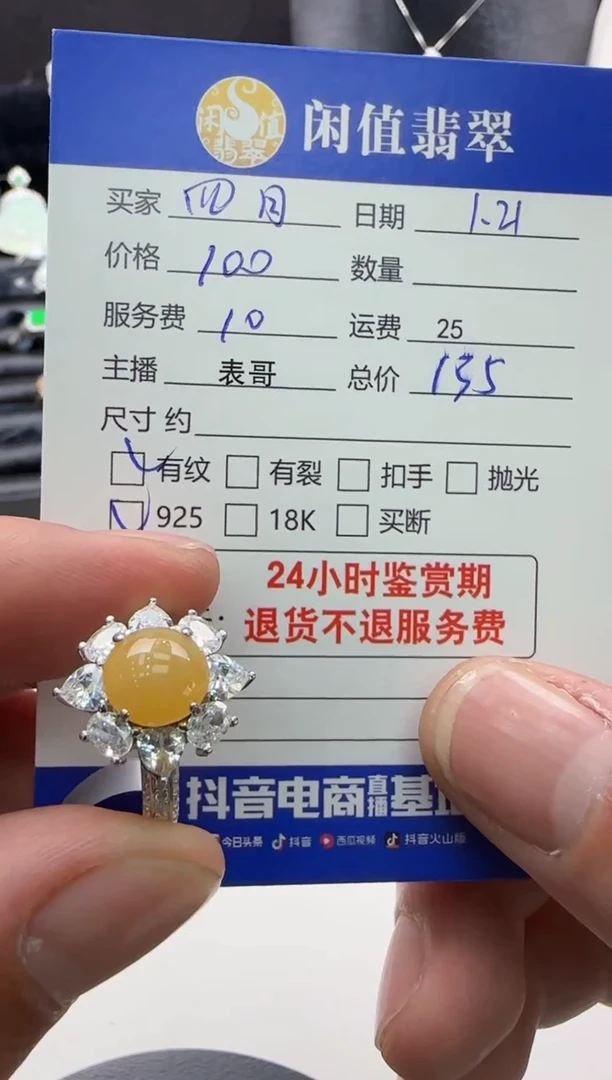 闲值翡翠
闲值翡翠
买家 四月 日期 1.21
价格 100 数量
服务费 10 运费 25
主播 表哥 总价 135
尺寸 约
有纹 有裂 扣手 抛光
925 18K 买断
24小时鉴赏期
退货不退服务费
抖音电商直播基
今日头条 抖音 西瓜视频 抖音火山版